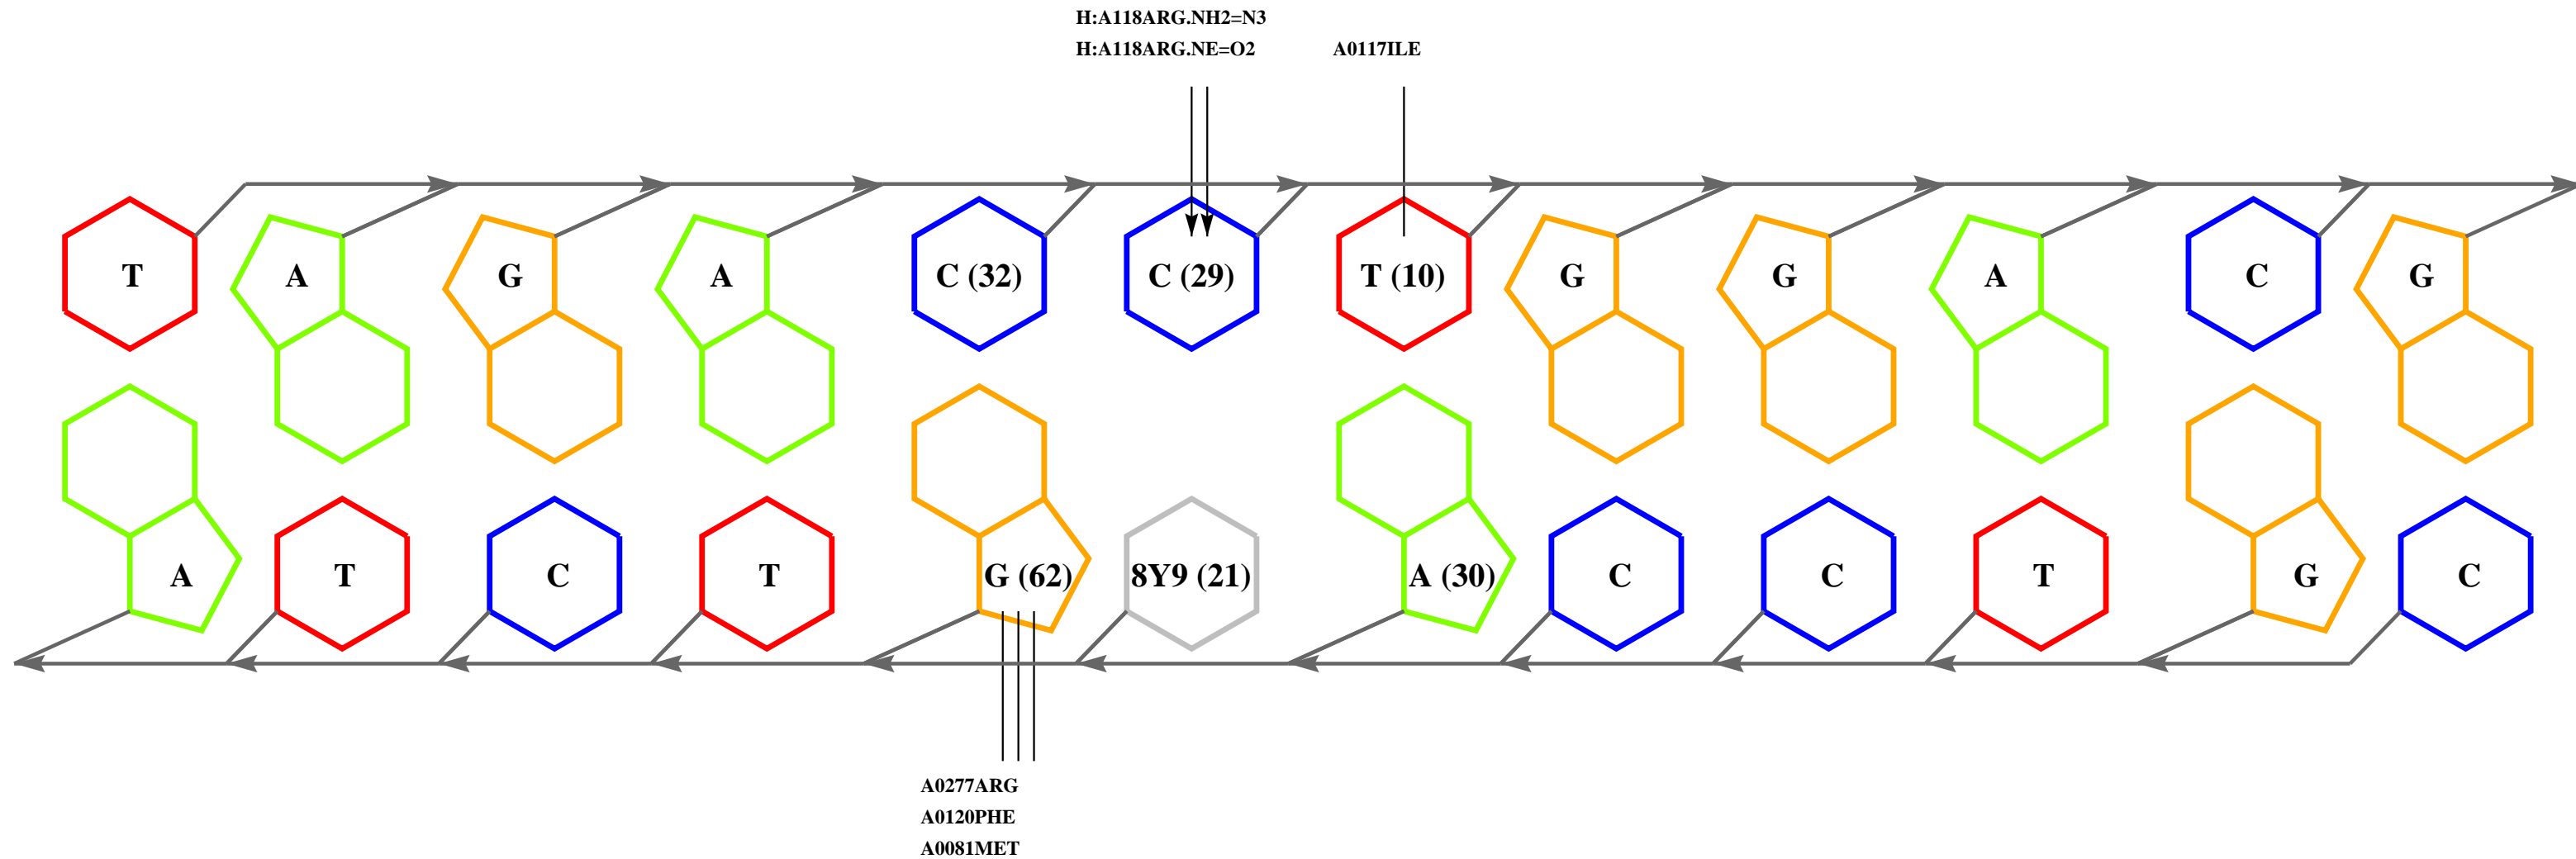 H:A118ARG.NH2=N3
H:A118ARG.NE=O2 A0117ILE
T A G A C (32) C (29) T (10) G G A C G
A T C T G (62) 8Y9 (21) A (30) C C T G C
A0277ARG
A0120PHE
A0081MET